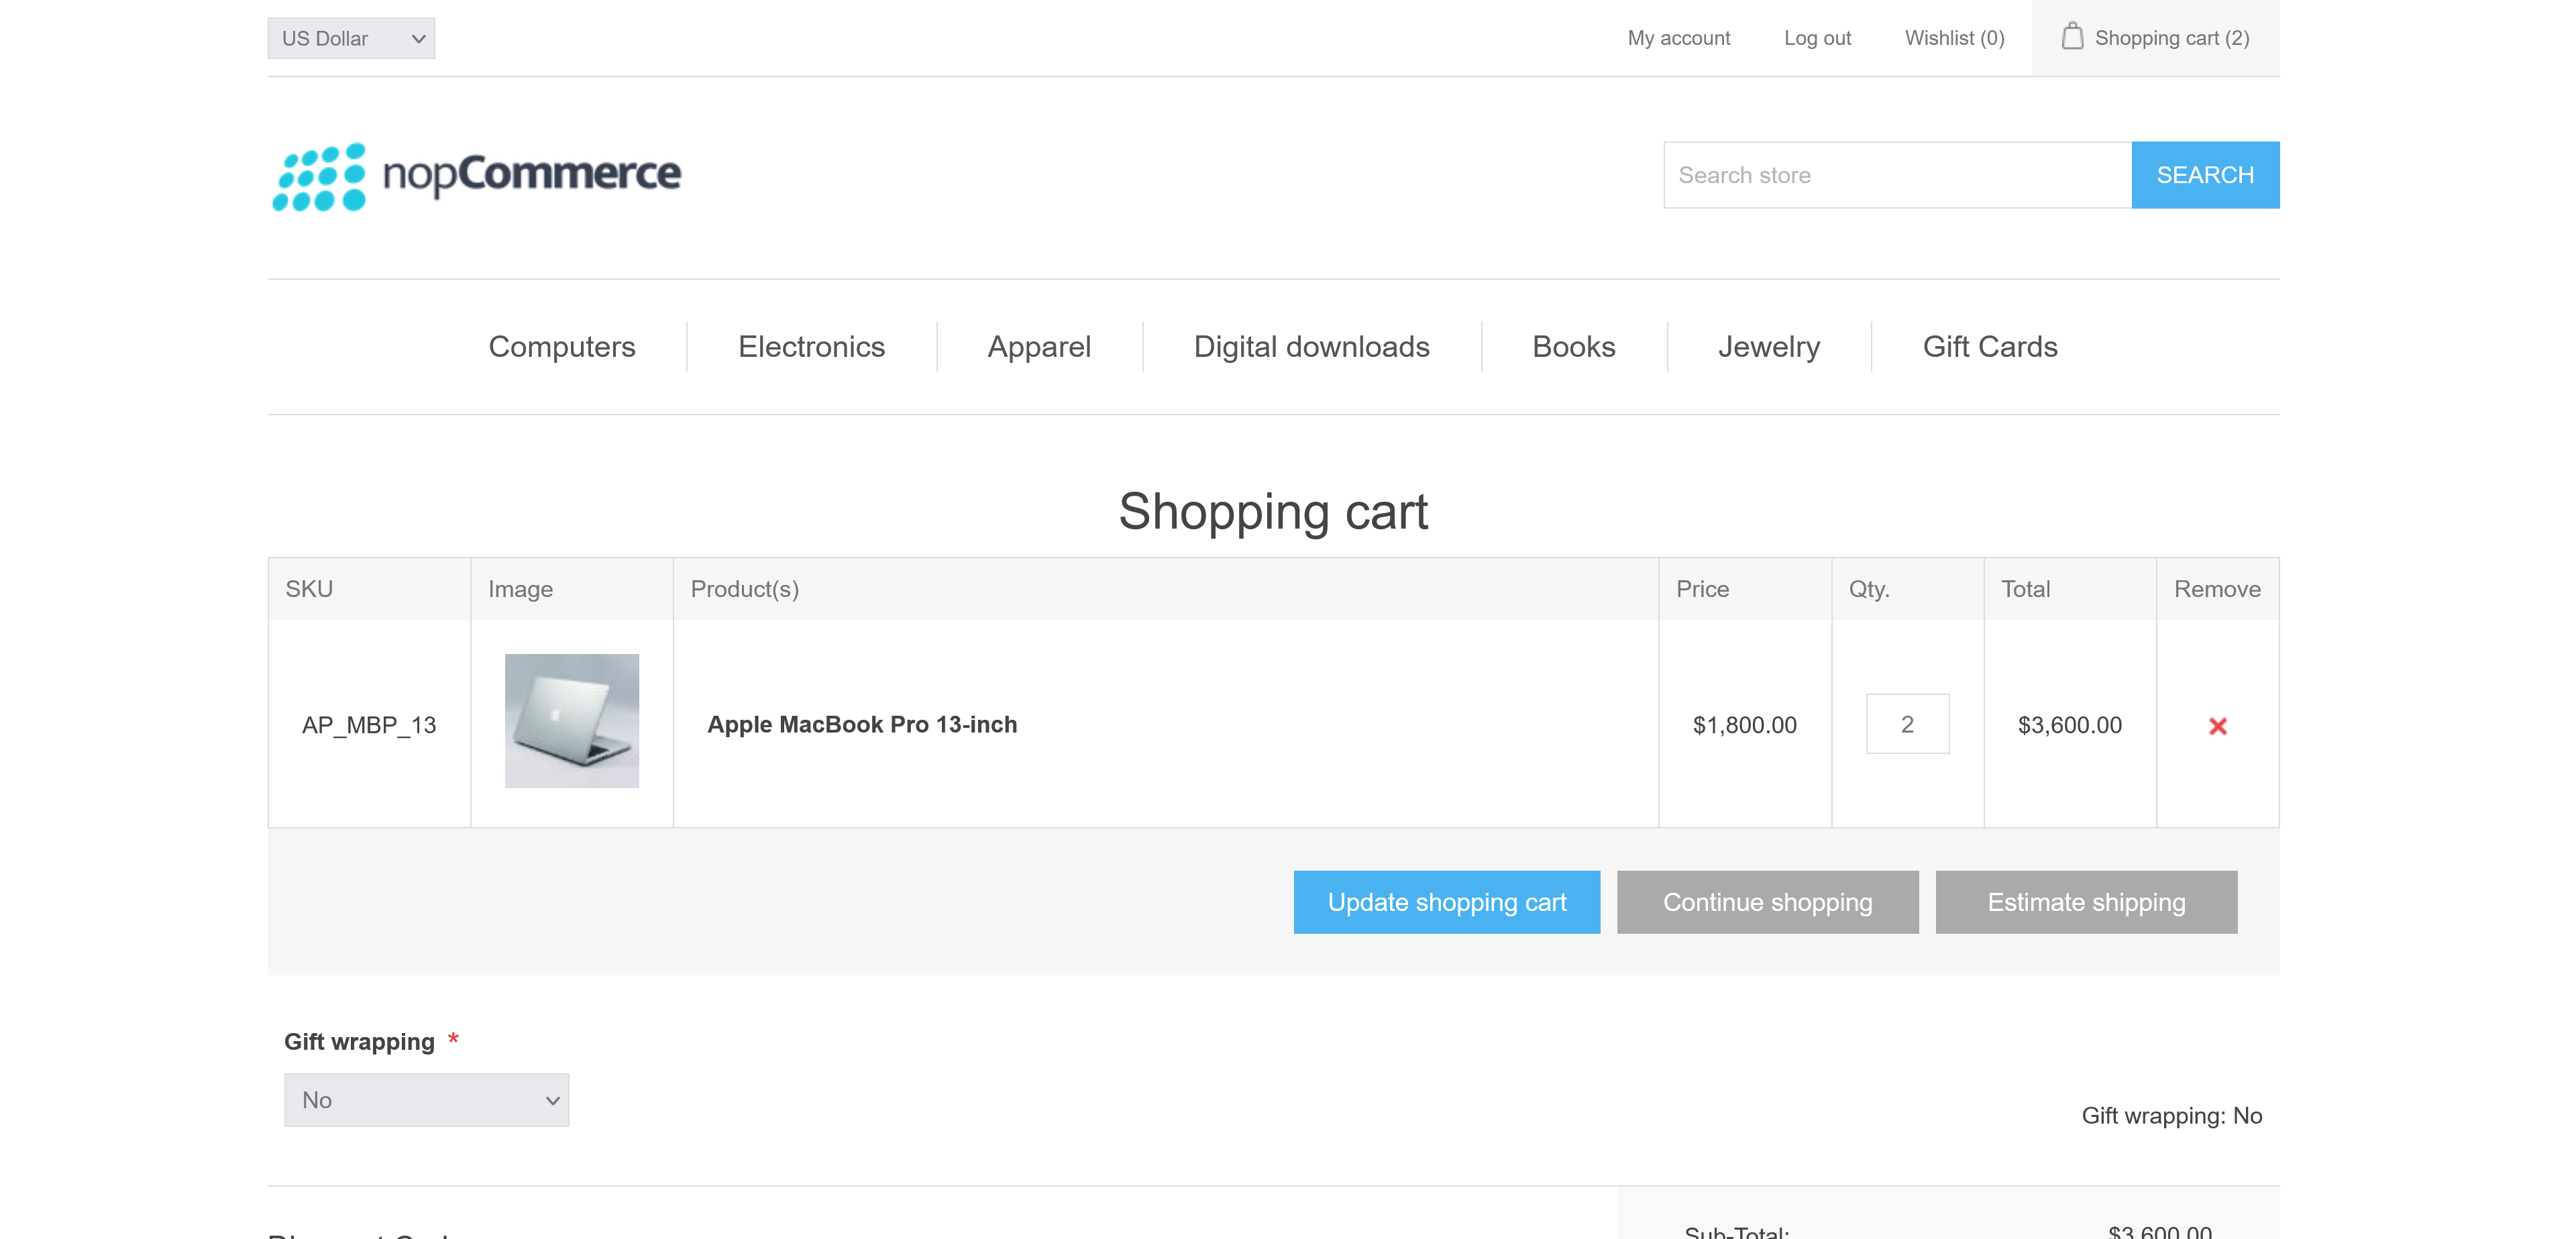 US Dollar
My account
Log out
Wishlist (0)
Shopping cart (2)
nopCommerce
Search store
SEARCH
Computers
Electronics
Apparel
Digital downloads
Books
Jewelry
Gift Cards
Shopping cart
SKU
Image
Product(s)
Price
Qty.
Total
Remove
AP_MBP_13
Apple MacBook Pro 13-inch
$1,800.00
2
$3,600.00
Update shopping cart
Continue shopping
Estimate shipping
Gift wrapping *
No
Gift wrapping: No
Sub-Total:
$3,600.00